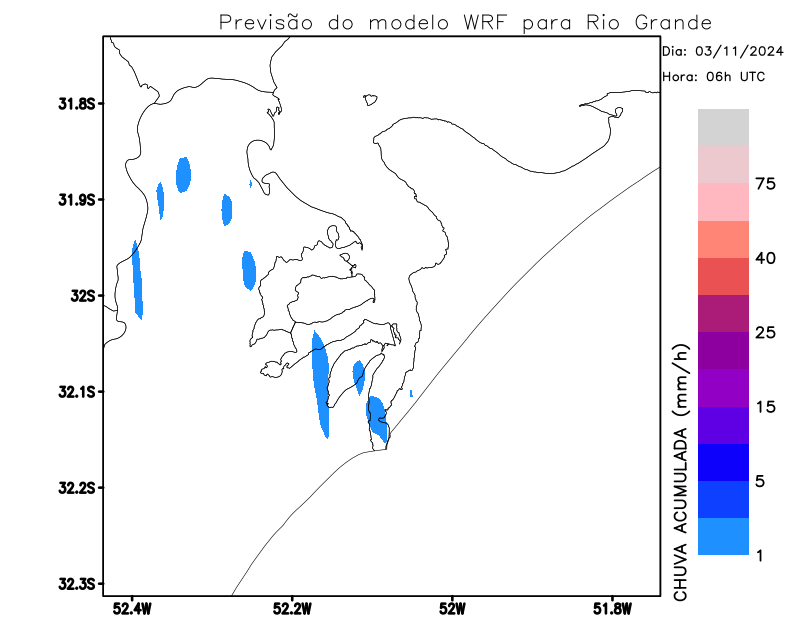 Previsão do modelo WRF para Rio Grande
Dia: 03/11/2024
Hora: 06h UTC
31.8S
31.9S
32S
32.1S
32.2S
32.3S
52.4W
52.2W
52W
51.8W
75
40
25
15
5
1
CHUVA ACUMULADA (mm/h)